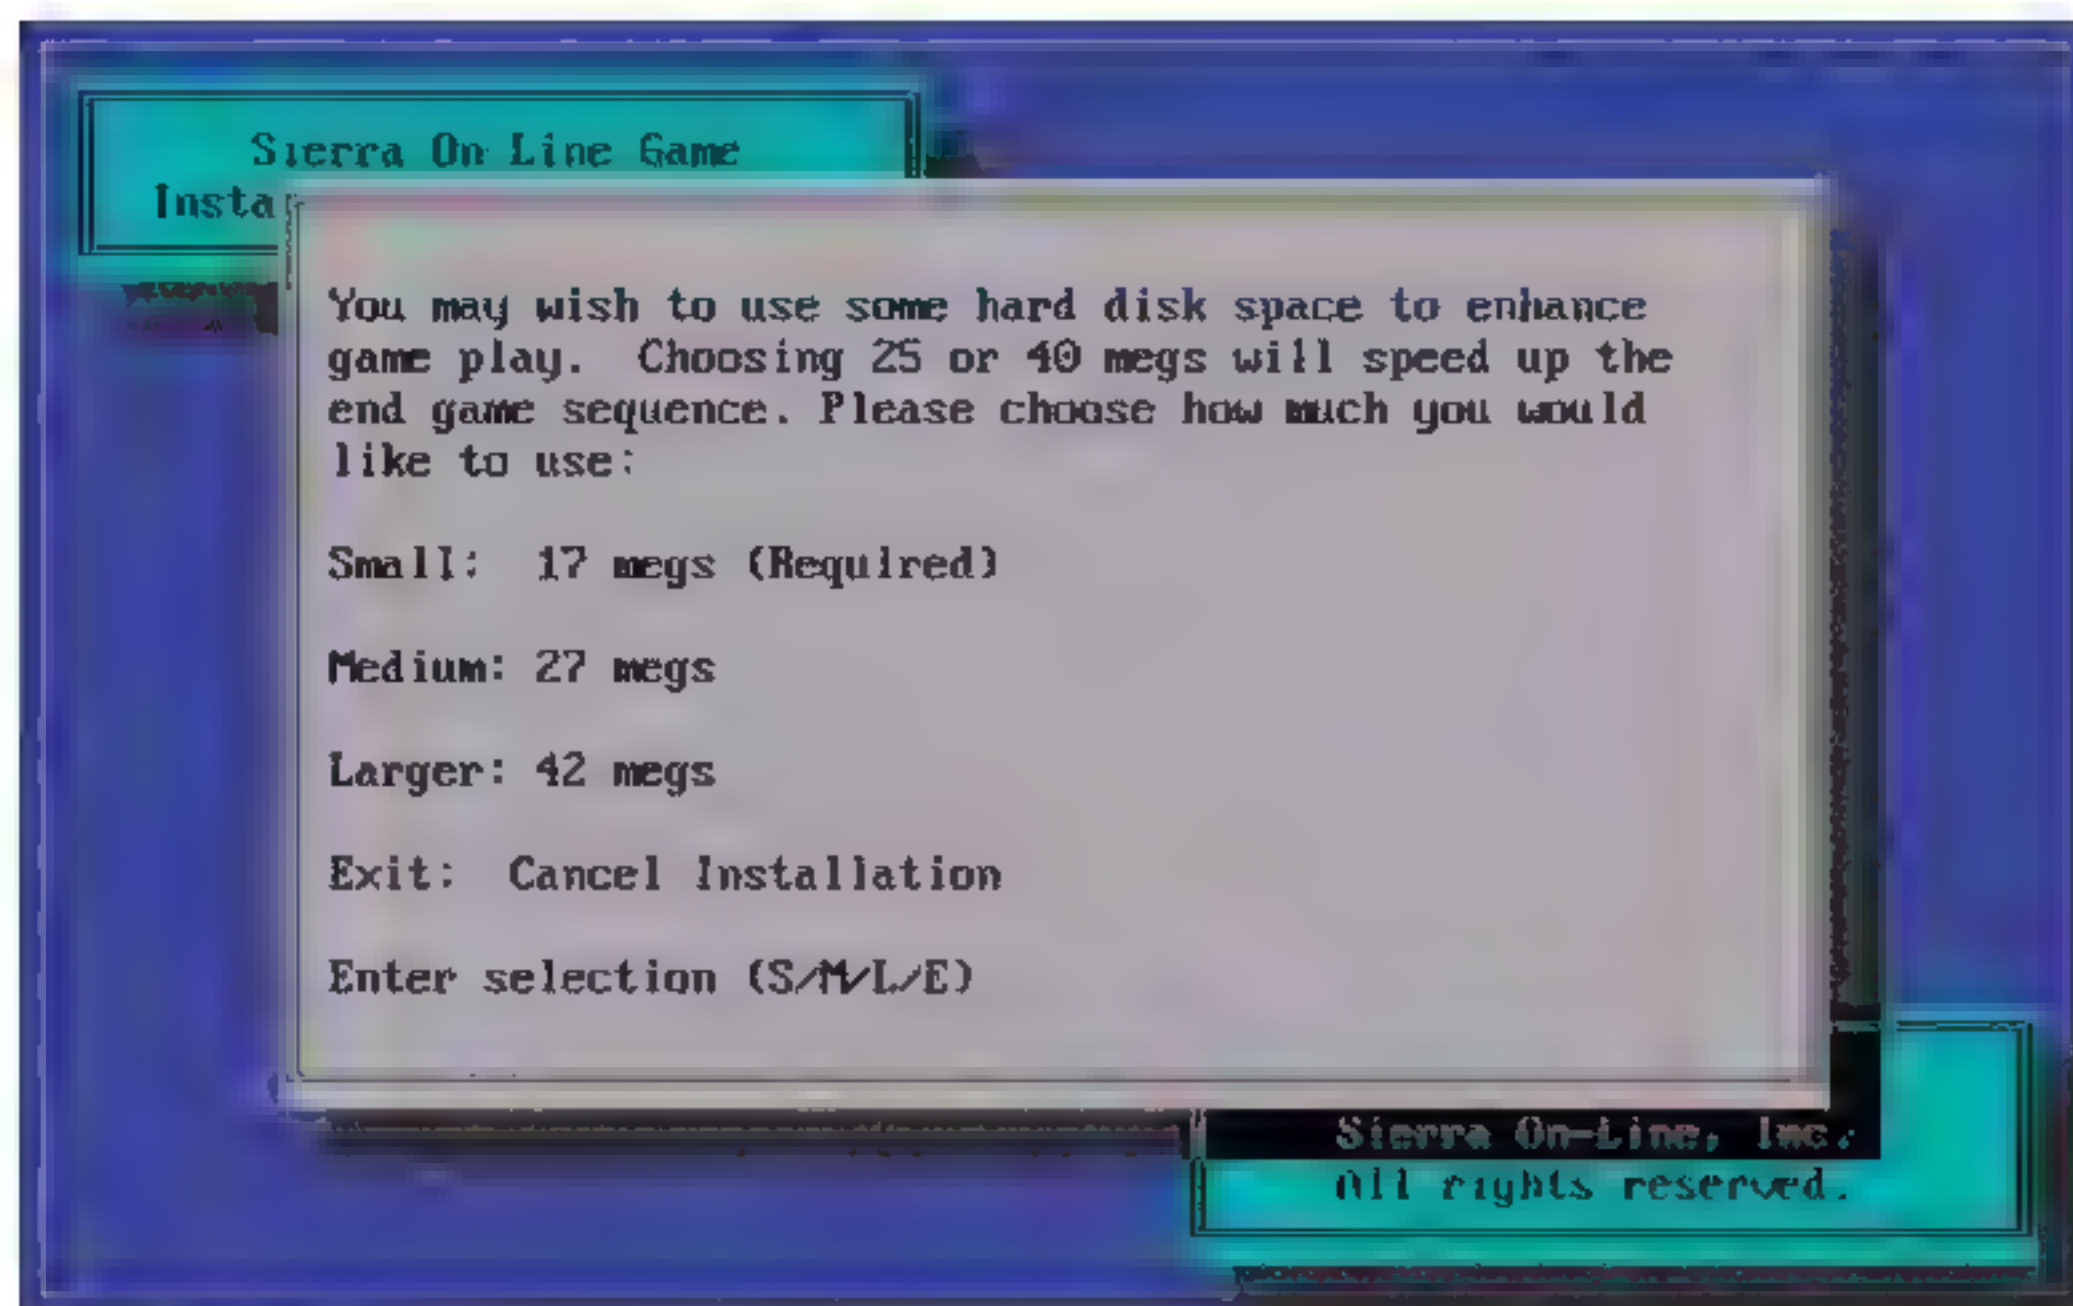 Sierra On-Line Game
Insta
You may wish to use some hard disk space to enhance
game play.  Choosing 25 or 40 megs will speed up the
end game sequence. Please choose how much you would
like to use:
Small:  17 megs (Required)
Medium: 27 megs
Larger: 42 megs
Exit:  Cancel Installation
Enter selection (S/M/L/E)
Sierra On-Line, Inc.
All rights reserved.